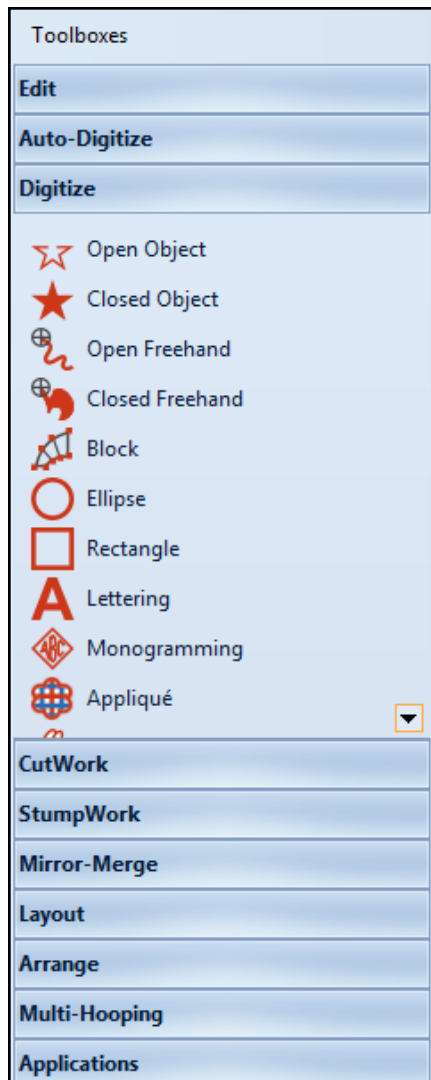 Toolboxes
Edit
Auto-Digitize
Digitize
Open Object
Closed Object
Open Freehand
Closed Freehand
Block
Ellipse
Rectangle
A Lettering
ABC Monogramming
Appliqué
CutWork
StumpWork
Mirror-Merge
Layout
Arrange
Multi-Hooping
Applications